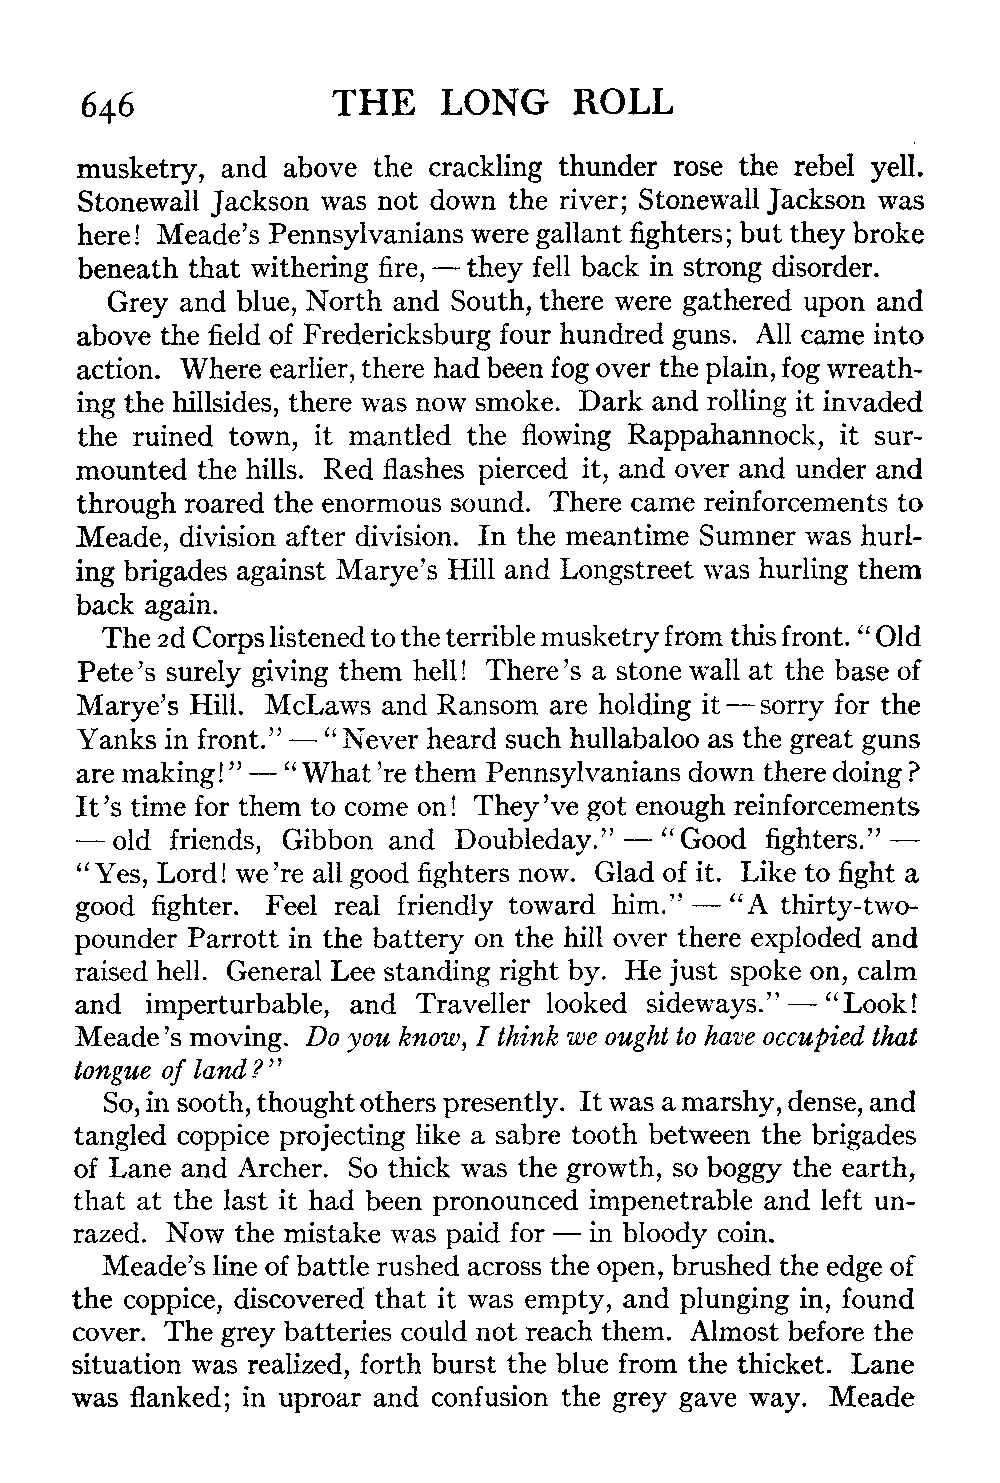 646 THE LONG ROLL
musketry, and above the crackling thunder rose the rebel yell.
Stonewall Jackson was not down the river; Stonewall Jackson was
here! Meade's Pennsylvanians were gallant fighters; but they broke
beneath that withering fire, — they fell back in strong disorder.
Grey and blue, North and South, there were gathered upon and
above the field of Fredericksburg four hundred guns. All came into
action. Where earlier, there had been fog over the plain, fog wreath-
ing the hillsides, there was now smoke. Dark and rolling it invaded
the ruined town, it mantled the flowing Rappahannock, it sur-
mounted the hills. Red flashes pierced it, and over and under and
through roared the enormous sound. There came reinforcements to
Meade, division after division. In the meantime Sumner was hurl-
ing brigades against Marye's Hill and Longstreet was hurling them
back again.
The 2d Corps listened to the terrible musketry from this front. "Old
Pete's surely giving them hell! There's a stone wall at the base of
Marye's Hill. McLaws and Ransom are holding it — sorry for the
Yanks in front." — "Never heard such hullabaloo as the great guns
are making!" — "What're them Pennsylvanians down there doing?
It's time for them to come on! They've got enough reinforcements
— old friends, Gibbon and Doubleday." — "Good fighters." —
"Yes, Lord! we're all good fighters now. Glad of it. Like to fight a
good fighter. Feel real friendly toward him." — "A thirty-two-
pounder Parrott in the battery on the hill over there exploded and
raised hell. General Lee standing right by. He just spoke on, calm
and imperturbable, and Traveller looked sideways." — "Look!
Meade's moving. Do you know, I think we ought to have occupied that
tongue of land?"
So, in sooth, thought others presently. It was a marshy, dense, and
tangled coppice projecting like a sabre tooth between the brigades
of Lane and Archer. So thick was the growth, so boggy the earth,
that at the last it had been pronounced impenetrable and left un-
razed. Now the mistake was paid for — in bloody coin.
Meade's line of battle rushed across the open, brushed the edge of
the coppice, discovered that it was empty, and plunging in, found
cover. The grey batteries could not reach them. Almost before the
situation was realized, forth burst the blue from the thicket. Lane
was flanked; in uproar and confusion the grey gave way. Meade